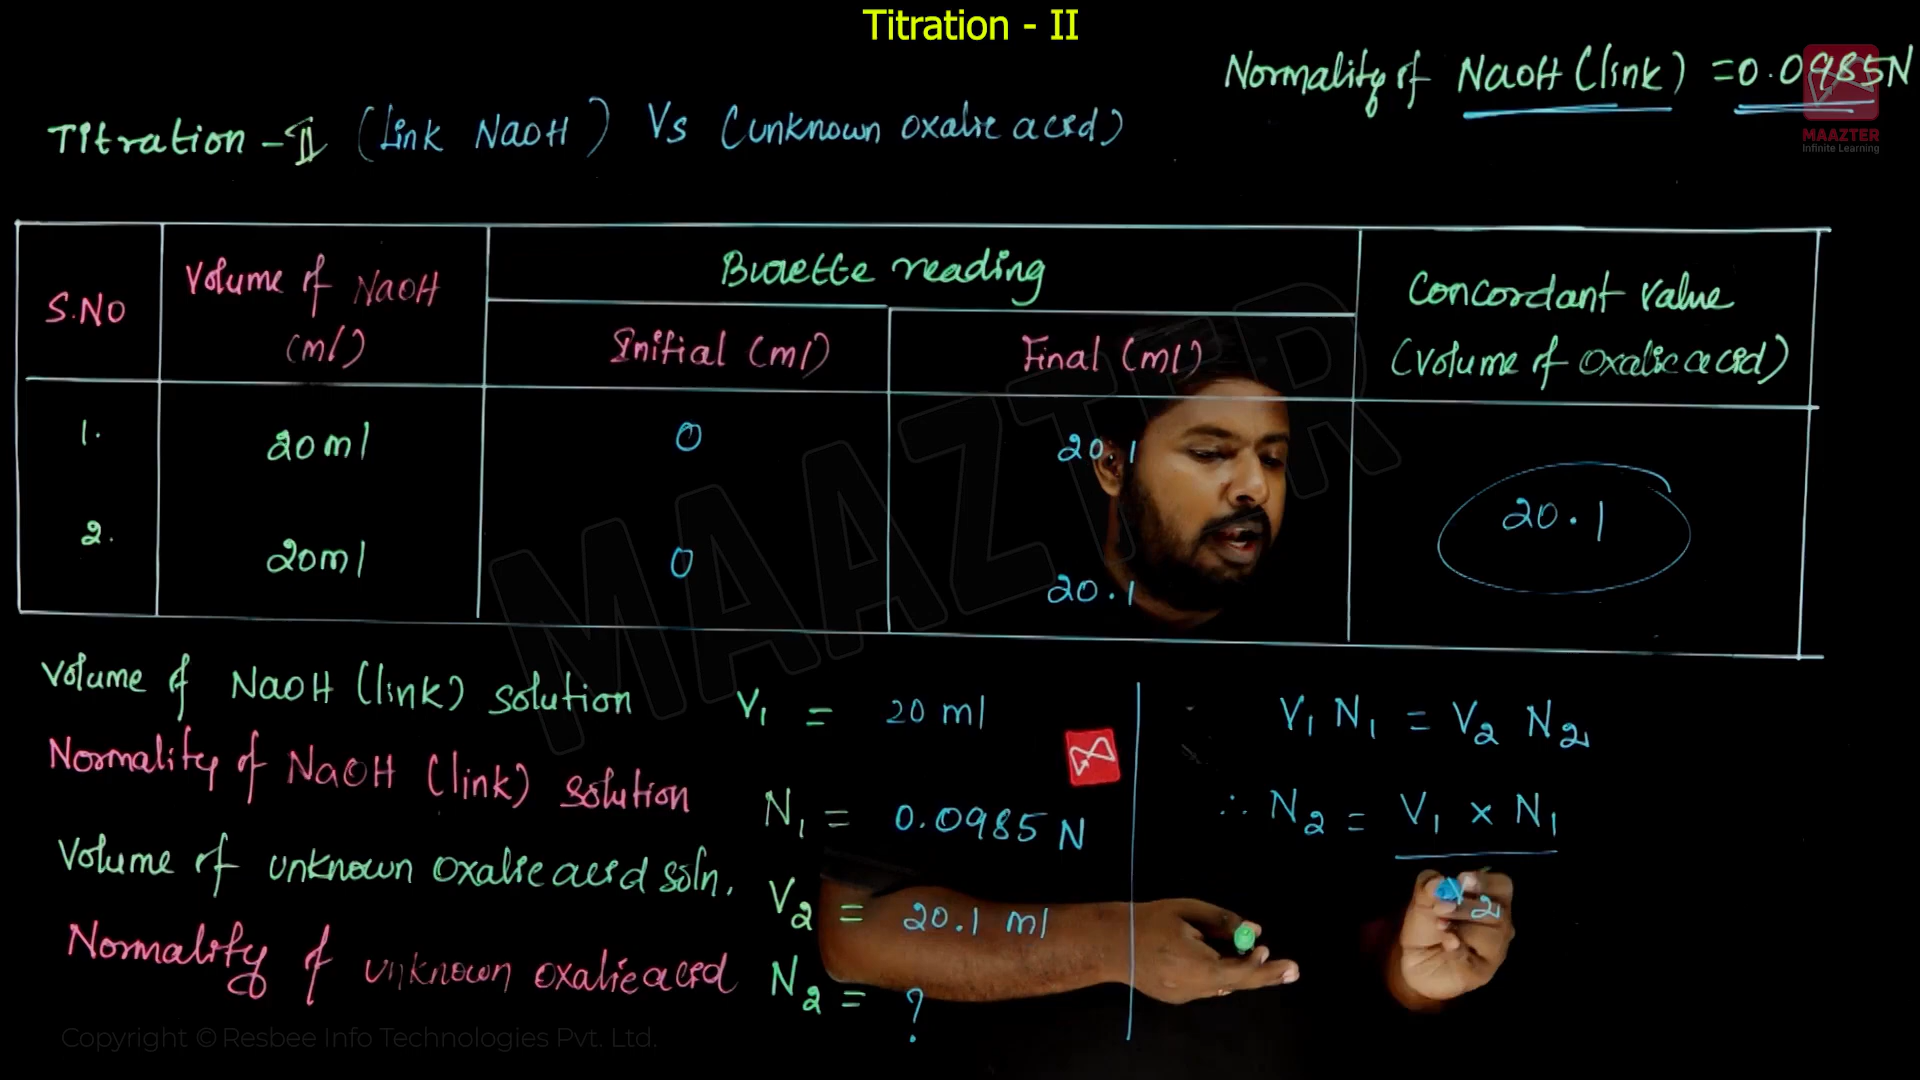 Titration - II
Normality of NaOH (link) = 0.0985N
MAAZTER
Infinite Learning
Titration - II (Link NaOH) Vs (unknown oxalic acid)
S.NO
Volume of NaOH
(ml)
Burette reading
Initial (ml)
Final (ml)
Concordant Value
(Volume of Oxalic acid)
1. 20ml 0 20.1
20.1
2. 20ml 0 20.1
MAAZTER
Volume of NaOH (link) solution V₁ = 20 ml
Normality of NaOH (link) solution N₁ = 0.0985 N
Volume of unknown oxalic acid soln. V₂ = 20.1 ml
Normality of unknown oxalic acid N₂ = ?
V₁ N₁ = V₂ N₂
∴ N₂ = V₁ × N₁
V₂
Copyright © Resbee Info Technologies Pvt. Ltd.